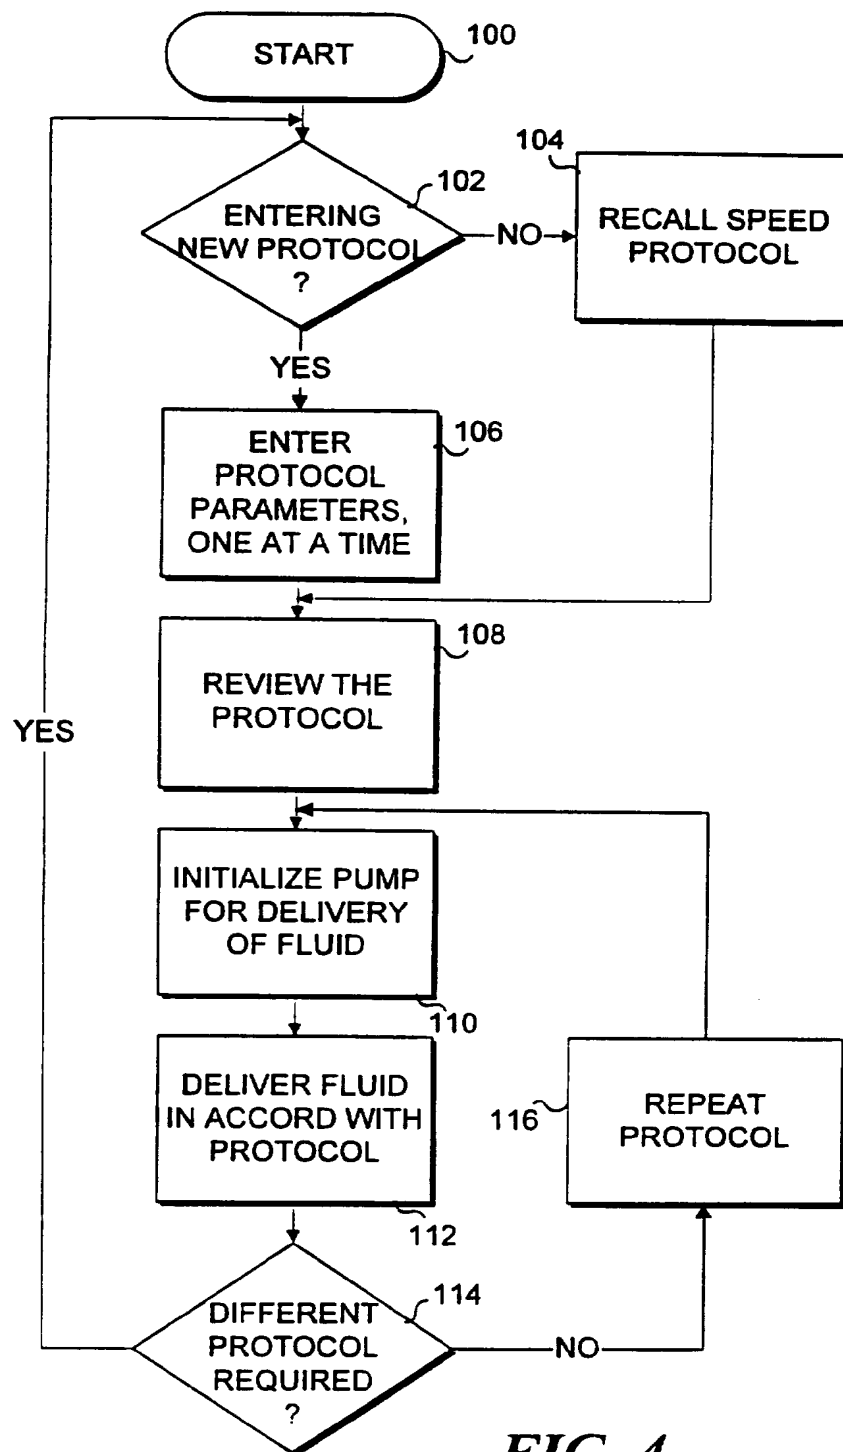 START
100
104
102
ENTERING
NEW PROTOCOL
?
NO
RECALL SPEED
PROTOCOL
YES
106
ENTER
PROTOCOL
PARAMETERS,
ONE AT A TIME
108
REVIEW THE
PROTOCOL
YES
INITIALIZE PUMP
FOR DELIVERY
OF FLUID
110
DELIVER FLUID
IN ACCORD WITH
PROTOCOL
112
116
REPEAT
PROTOCOL
114
DIFFERENT
PROTOCOL
REQUIRED
?
NO
FIG. 4